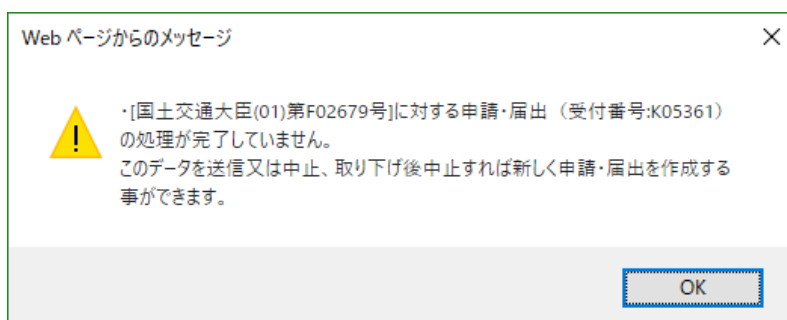 Web ページからのメッセージ
・[国土交通大臣(01)第F02679号]に対する申請・届出（受付番号:K05361）
の処理が完了していません。
このデータを送信又は中止、取り下げ後中止すれば新しく申請・届出を作成する
事ができます。
OK